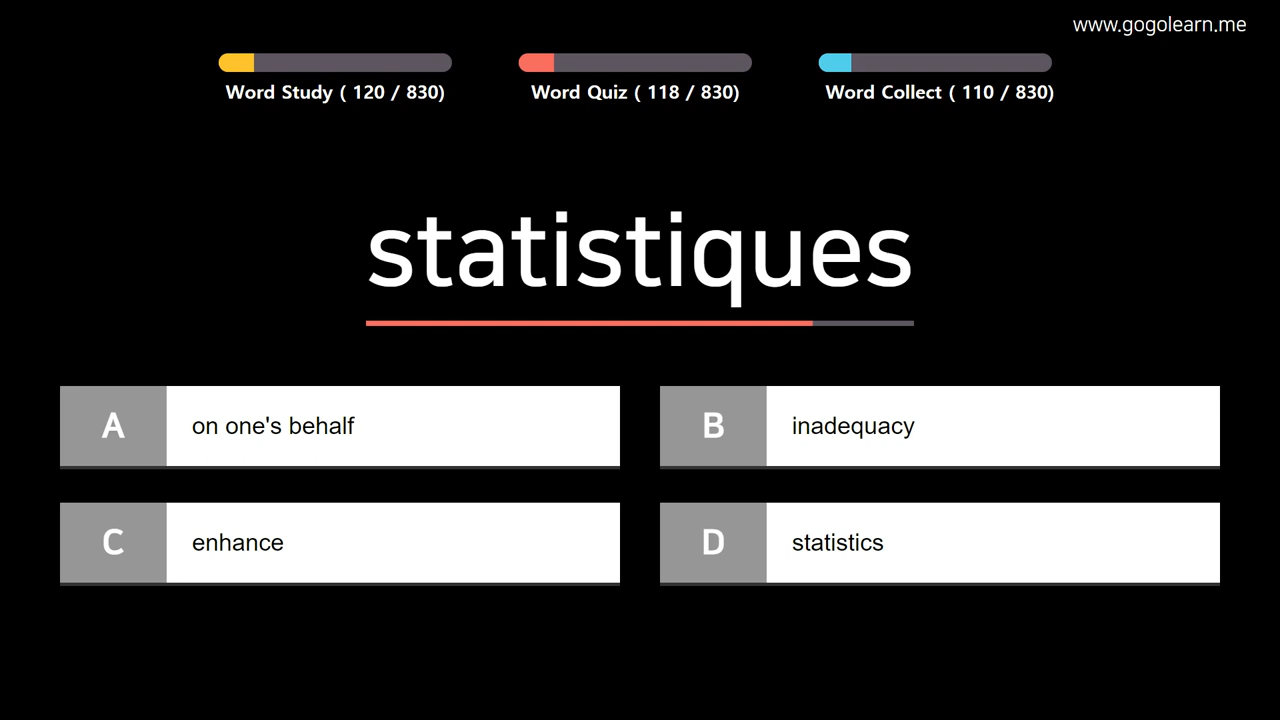 www.gogolearn.me
Word Study ( 120 / 830)
Word Quiz ( 118 / 830)
Word Collect ( 110 / 830)
statistiques
A
on one's behalf
B
inadequacy
C
enhance
D
statistics